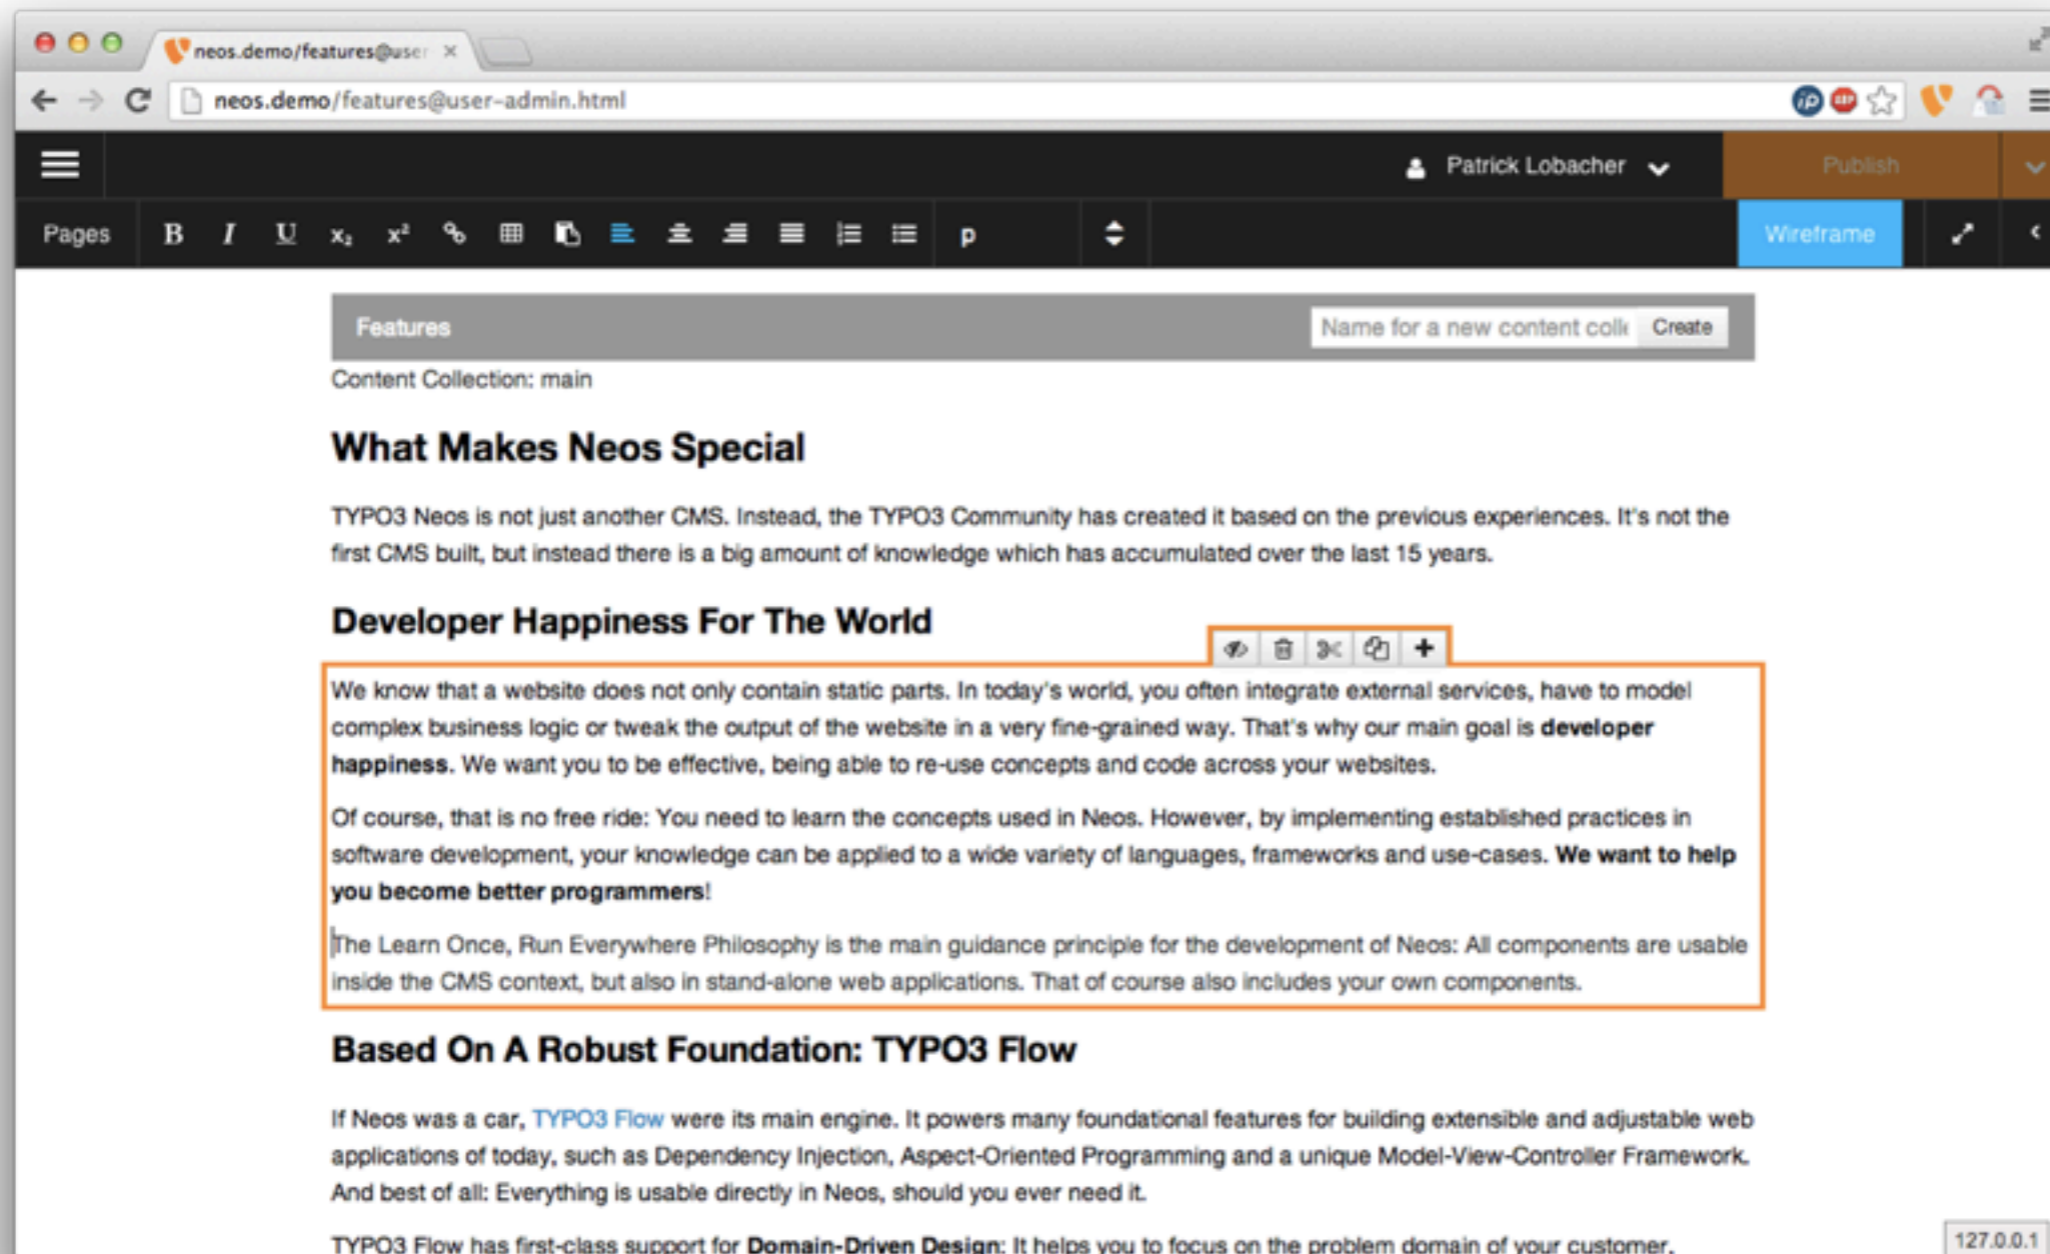 neos.demo/features@user
neos.demo/features@user-admin.html
Patrick Lobacher
Publish
Pages
B I U x₂ x²
p
Wireframe
Features
Name for a new content colle
Create
Content Collection: main
What Makes Neos Special
TYPO3 Neos is not just another CMS. Instead, the TYPO3 Community has created it based on the previous experiences. It's not the
first CMS built, but instead there is a big amount of knowledge which has accumulated over the last 15 years.
Developer Happiness For The World
We know that a website does not only contain static parts. In today's world, you often integrate external services, have to model
complex business logic or tweak the output of the website in a very fine-grained way. That's why our main goal is developer
happiness. We want you to be effective, being able to re-use concepts and code across your websites.
Of course, that is no free ride: You need to learn the concepts used in Neos. However, by implementing established practices in
software development, your knowledge can be applied to a wide variety of languages, frameworks and use-cases. We want to help
you become better programmers!
The Learn Once, Run Everywhere Philosophy is the main guidance principle for the development of Neos: All components are usable
inside the CMS context, but also in stand-alone web applications. That of course also includes your own components.
Based On A Robust Foundation: TYPO3 Flow
If Neos was a car, TYPO3 Flow were its main engine. It powers many foundational features for building extensible and adjustable web
applications of today, such as Dependency Injection, Aspect-Oriented Programming and a unique Model-View-Controller Framework.
And best of all: Everything is usable directly in Neos, should you ever need it.
TYPO3 Flow has first-class support for Domain-Driven Design: It helps you to focus on the problem domain of your customer,
127.0.0.1